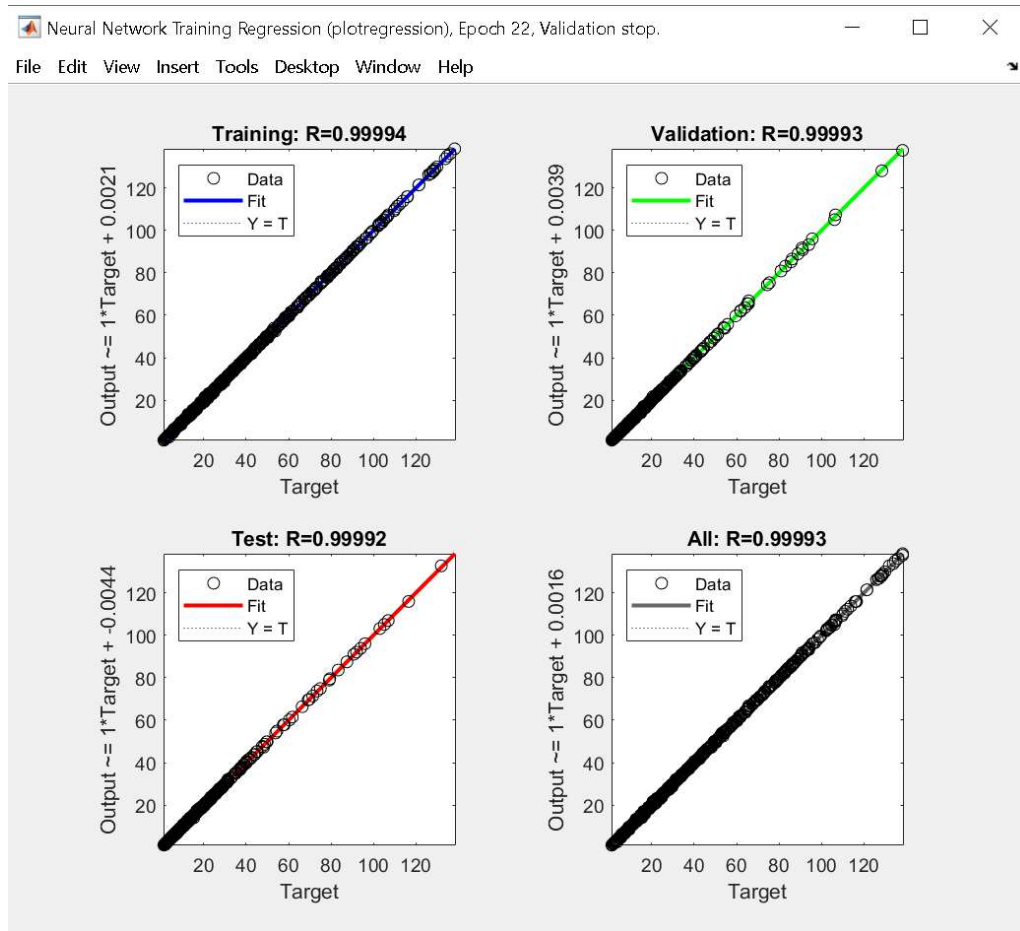 Neural Network Training Regression (plotregression), Epoch 22, Validation stop.
File Edit View Insert Tools Desktop Window Help
Training: R=0.99994
Output ~= 1*Target + 0.0021
120
100
80
60
40
20
Data
Fit
Y = T
20 40 60 80 100 120
Target
Validation: R=0.99993
Output ~= 1*Target + 0.0039
120
100
80
60
40
20
Data
Fit
Y = T
20 40 60 80 100 120
Target
Test: R=0.99992
Output ~= 1*Target + -0.0044
120
100
80
60
40
20
Data
Fit
Y = T
20 40 60 80 100 120
Target
All: R=0.99993
Output ~= 1*Target + 0.0016
120
100
80
60
40
20
Data
Fit
Y = T
20 40 60 80 100 120
Target